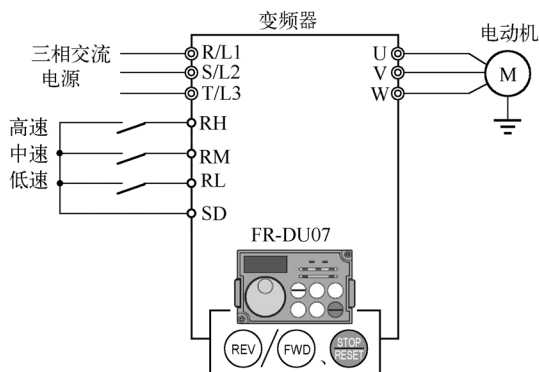 变频器
电动机
三相交流
电源
R/L1
S/L2
T/L3
U
V
W
M
高速
中速
低速
RH
RM
RL
SD
FR-DU07
REV / FWD 、 STOP
RESET